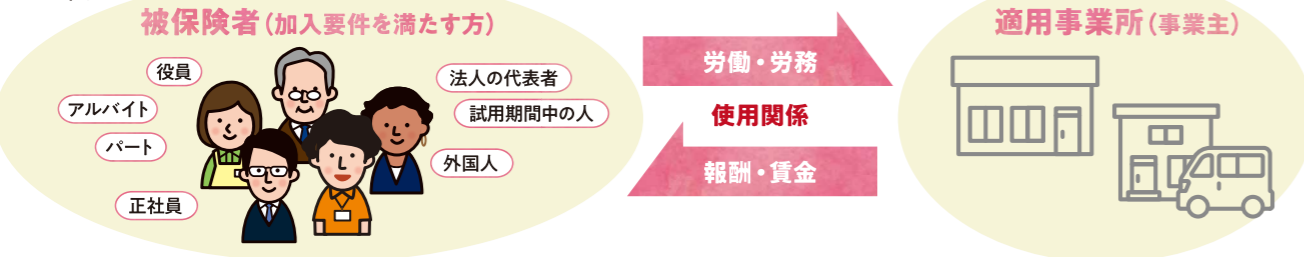 被保険者(加入要件を満たす方)
役員
アルバイト
パート
正社員
法人の代表者
試用期間中の人
外国人
労働・労務
使用関係
報酬・賃金
適用事業所(事業主)